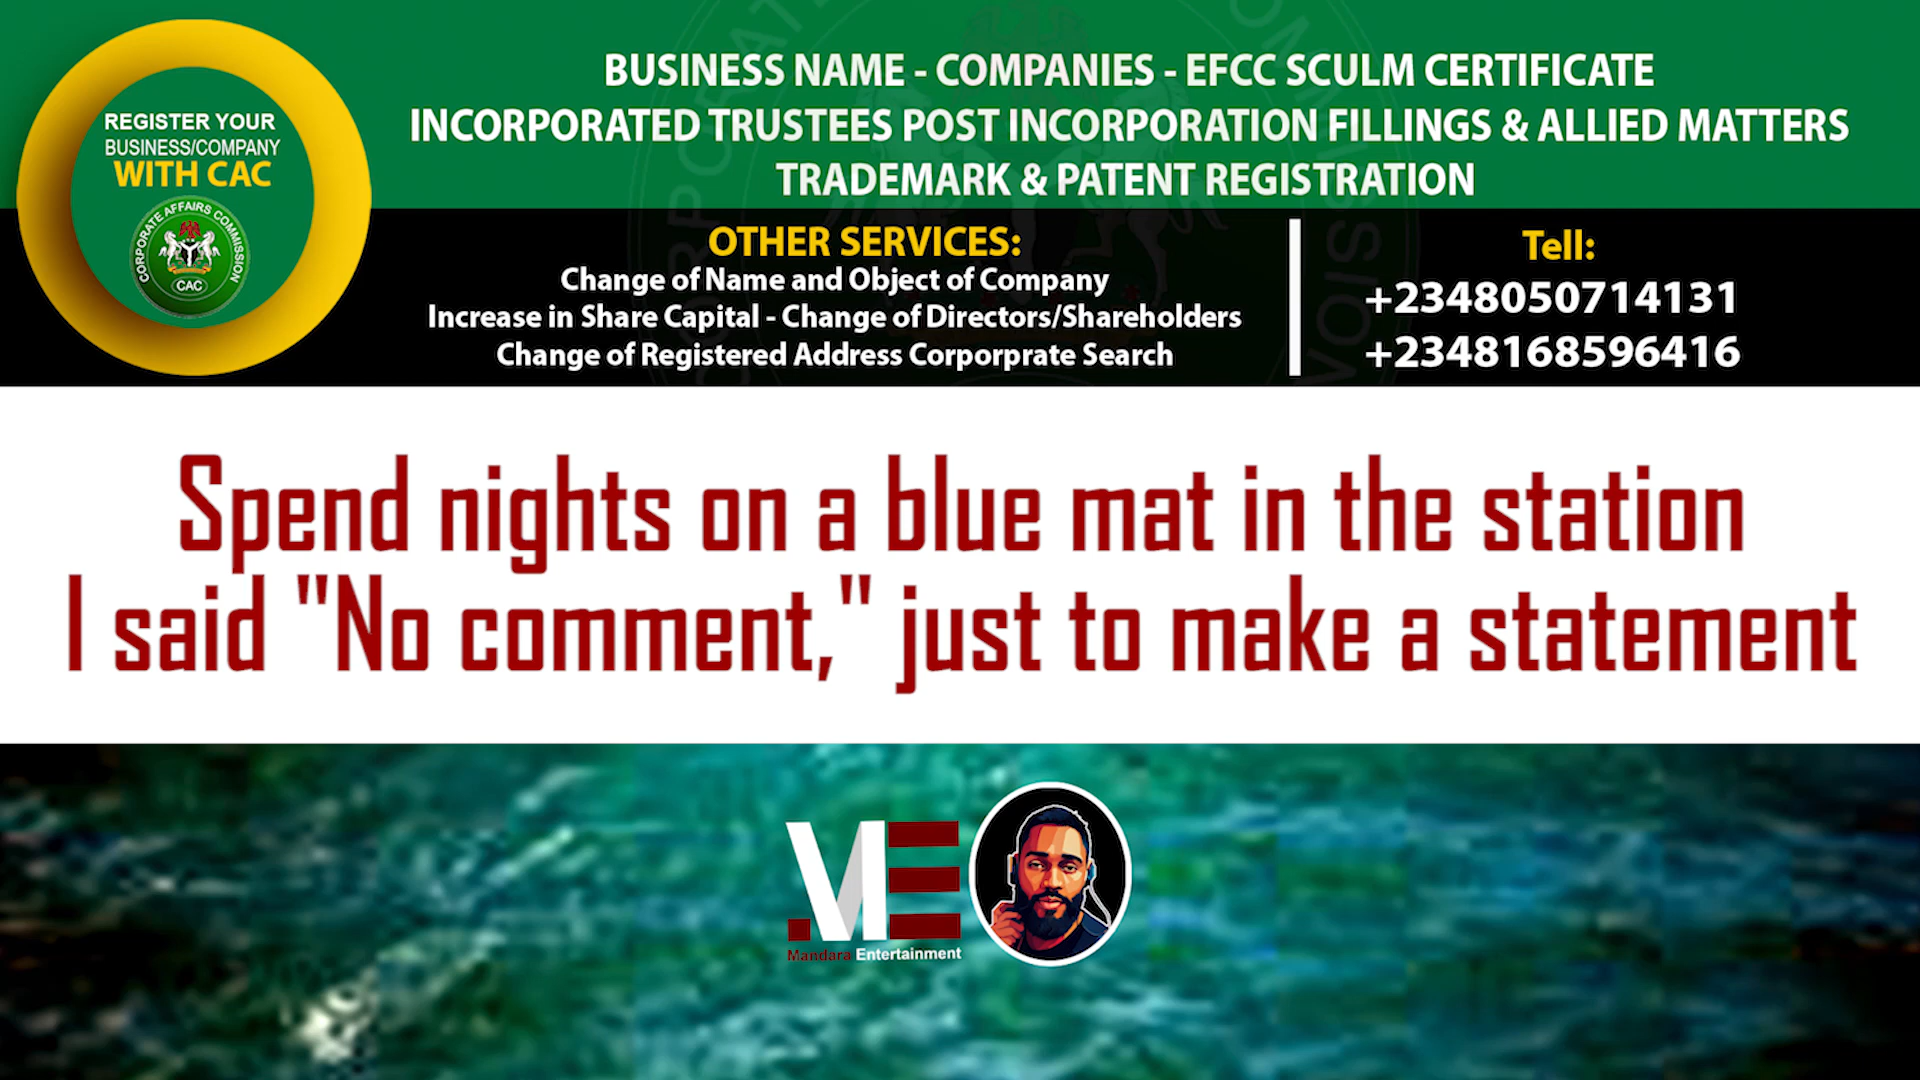 REGISTER YOUR
BUSINESS/COMPANY
WITH CAC
CORPORATE AFFAIRS COMMISSION
CAC
BUSINESS NAME - COMPANIES - EFCC SCULM CERTIFICATE
INCORPORATED TRUSTEES POST INCORPORATION FILLINGS & ALLIED MATTERS
TRADEMARK & PATENT REGISTRATION
OTHER SERVICES:
Change of Name and Object of Company
Increase in Share Capital - Change of Directors/Shareholders
Change of Registered Address Corporprate Search
Tell:
+2348050714131
+2348168596416
Spend nights on a blue mat in the station
I said "No comment," just to make a statement
ME
Mandara Entertainment